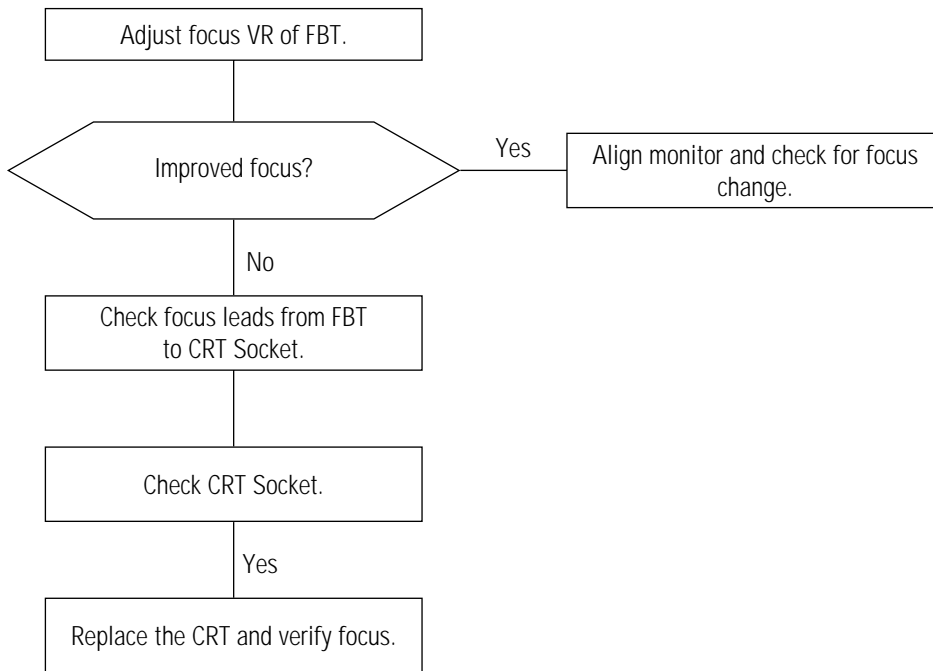 Adjust focus VR of FBT.
Improved focus?
Yes
Align monitor and check for focus
change.
No
Check focus leads from FBT
to CRT Socket.
Check CRT Socket.
Yes
Replace the CRT and verify focus.